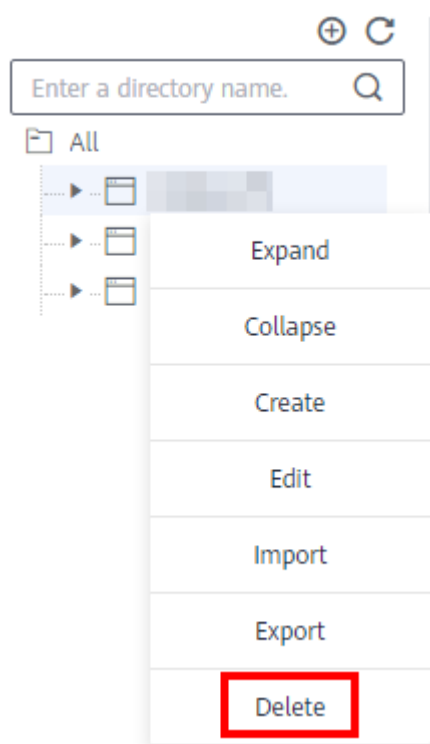 Enter a directory name.
All
Expand
Collapse
Create
Edit
Import
Export
Delete